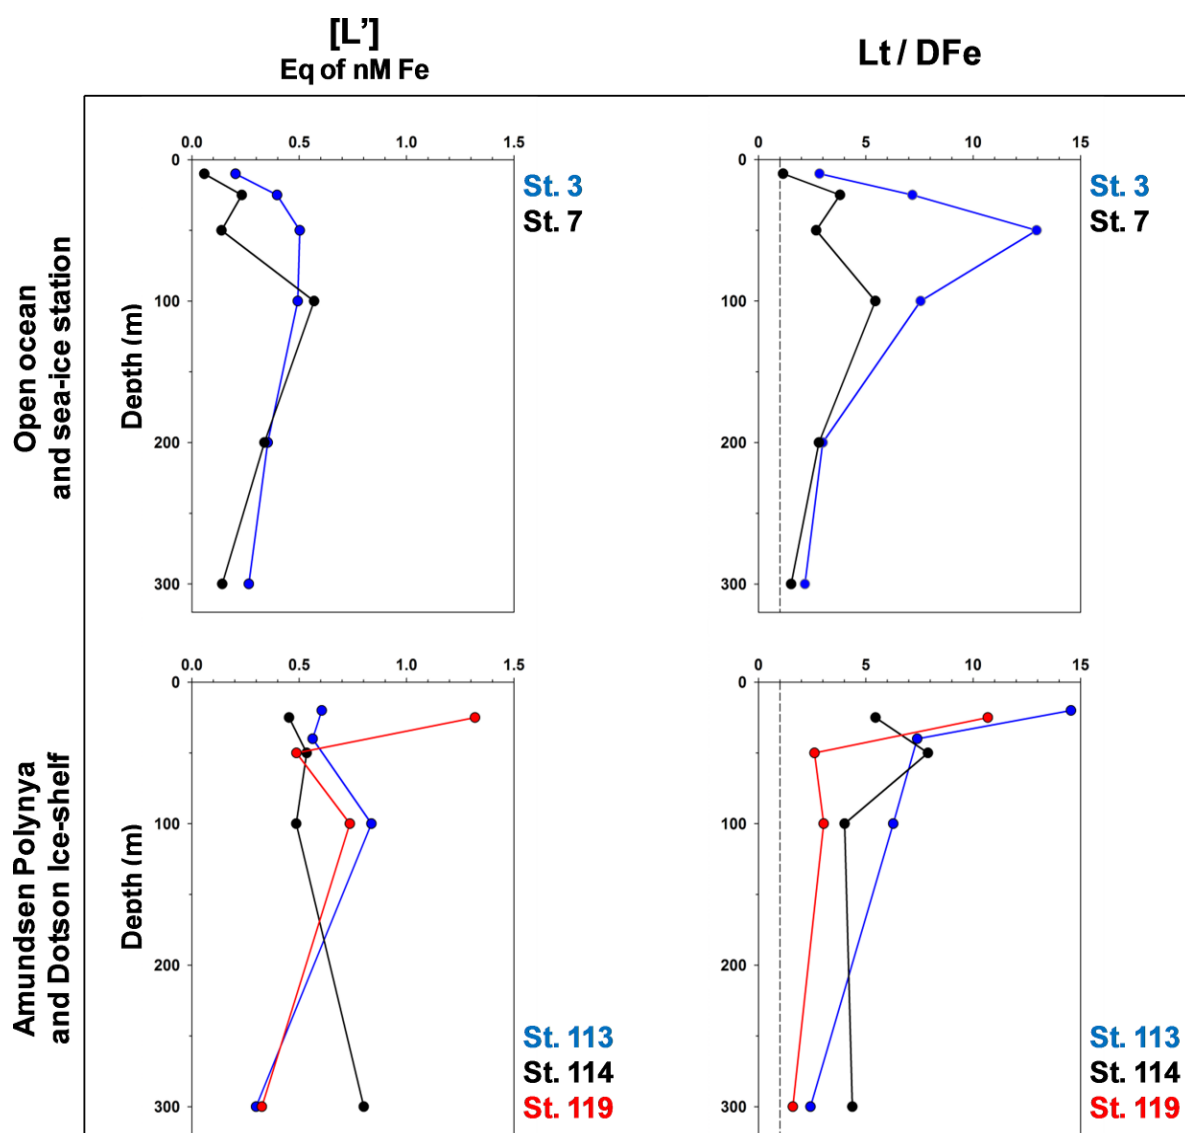 [L’]
Eq of nM Fe
Lt / DFe
Open ocean
and sea-ice station
Depth (m)
0.0 0.5 1.0 1.5
0
100
200
300
St. 3
St. 7
0 5 10 15
0
100
200
300
St. 3
St. 7
Amundsen Polynya
and Dotson Ice-shelf
Depth (m)
0.0 0.5 1.0 1.5
0
100
200
300
St. 113
St. 114
St. 119
0 5 10 15
0
100
200
300
St. 113
St. 114
St. 119